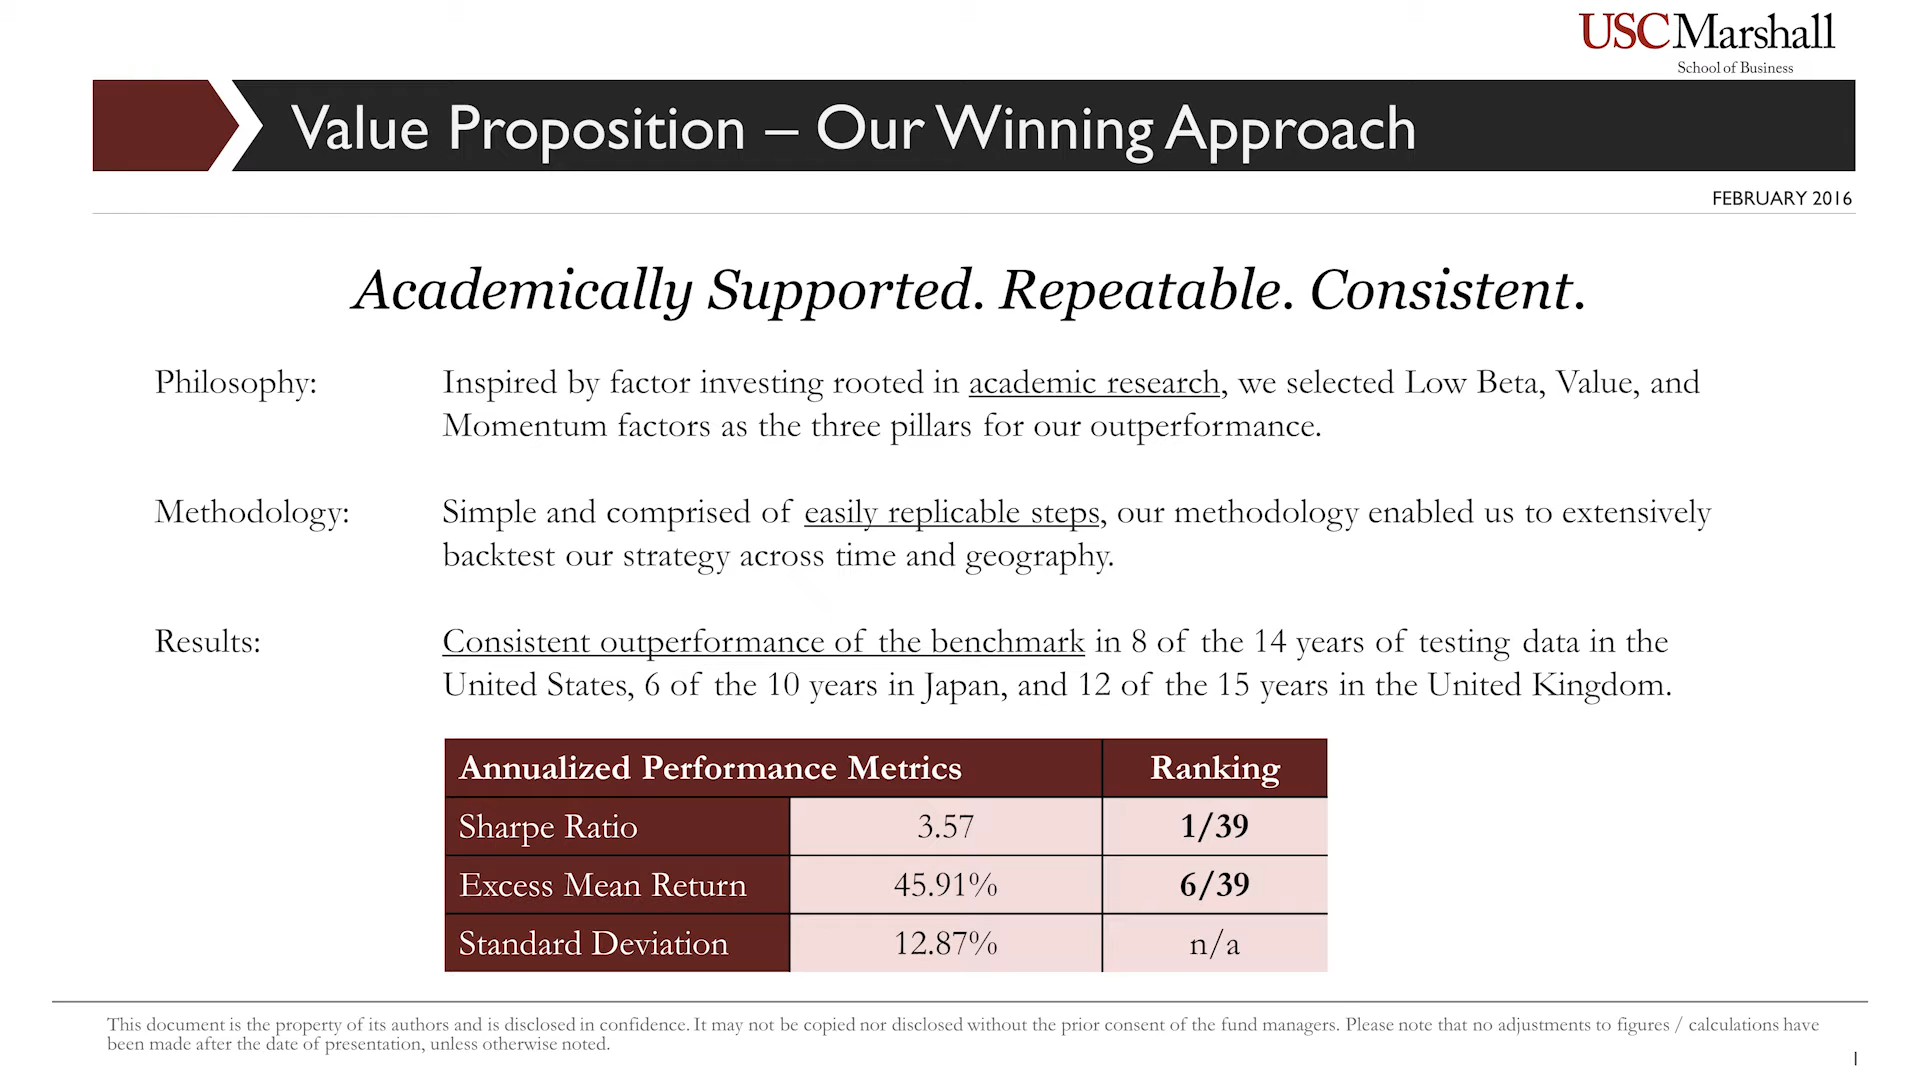 USC Marshall
School of Business
Value Proposition – Our Winning Approach
FEBRUARY 2016
Academically Supported. Repeatable. Consistent.
Philosophy: Inspired by factor investing rooted in academic research, we selected Low Beta, Value, and
Momentum factors as the three pillars for our outperformance.
Methodology: Simple and comprised of easily replicable steps, our methodology enabled us to extensively
backtest our strategy across time and geography.
Results: Consistent outperformance of the benchmark in 8 of the 14 years of testing data in the
United States, 6 of the 10 years in Japan, and 12 of the 15 years in the United Kingdom.
Annualized Performance Metrics Ranking
Sharpe Ratio 3.57 1/39
Excess Mean Return 45.91% 6/39
Standard Deviation 12.87% n/a
This document is the property of its authors and is disclosed in confidence. It may not be copied nor disclosed without the prior consent of the fund managers. Please note that no adjustments to figures / calculations have
been made after the date of presentation, unless otherwise noted.
1